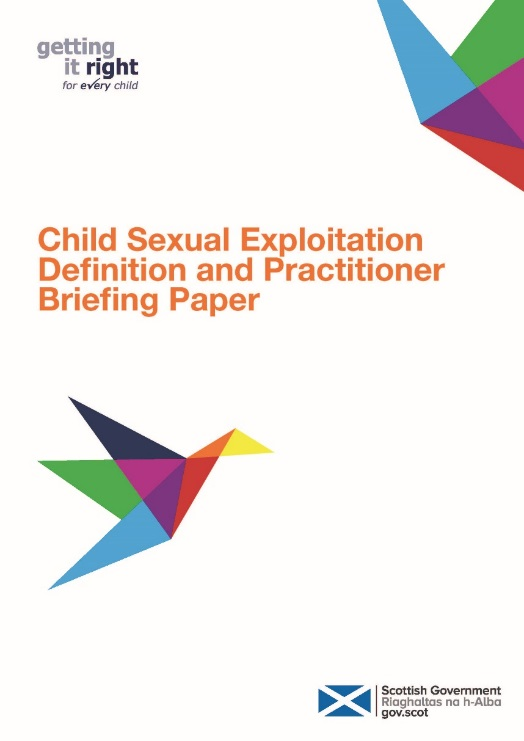 getting
it right
for every child
Child Sexual Exploitation
Definition and Practitioner
Briefing Paper
Scottish Government
Riaghaltas na h-Alba
gov.scot